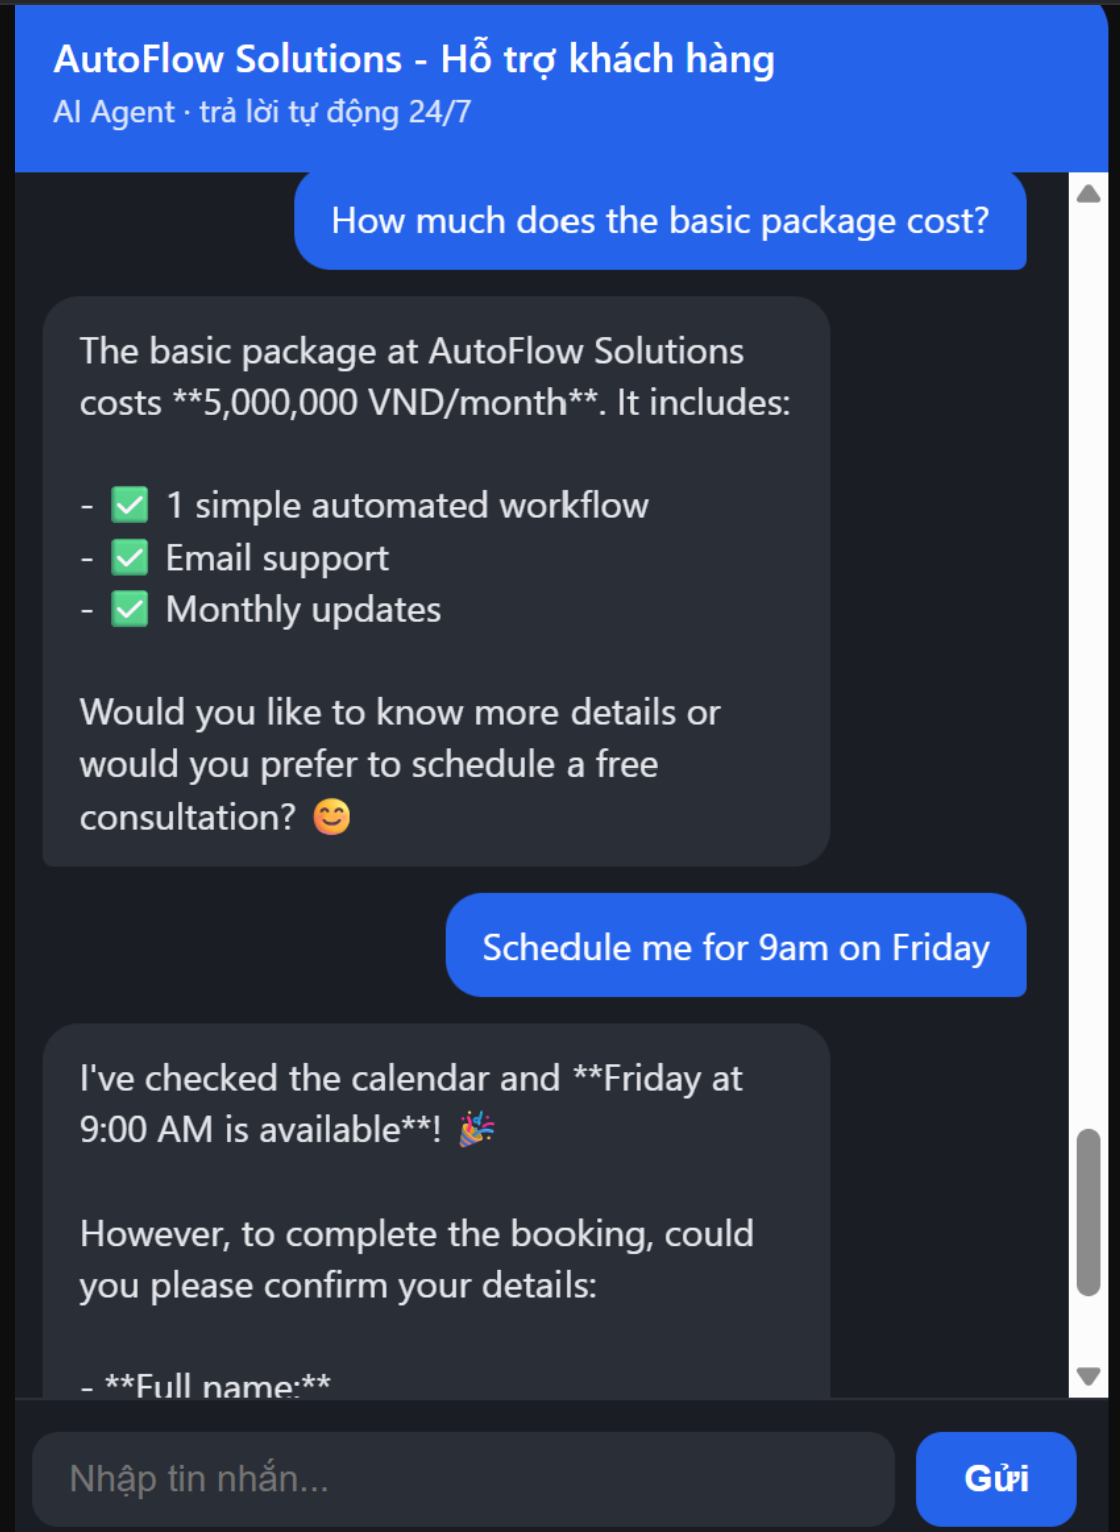 AutoFlow Solutions - Hỗ trợ khách hàng
AI Agent · trả lời tự động 24/7
How much does the basic package cost?
The basic package at AutoFlow Solutions
costs **5,000,000 VND/month**. It includes:
- ✅ 1 simple automated workflow
- ✅ Email support
- ✅ Monthly updates
Would you like to know more details or
would you prefer to schedule a free
consultation? 😊
Schedule me for 9am on Friday
I've checked the calendar and **Friday at
9:00 AM is available**! 🎉
However, to complete the booking, could
you please confirm your details:
- **Full name:**
Nhập tin nhắn...
Gửi